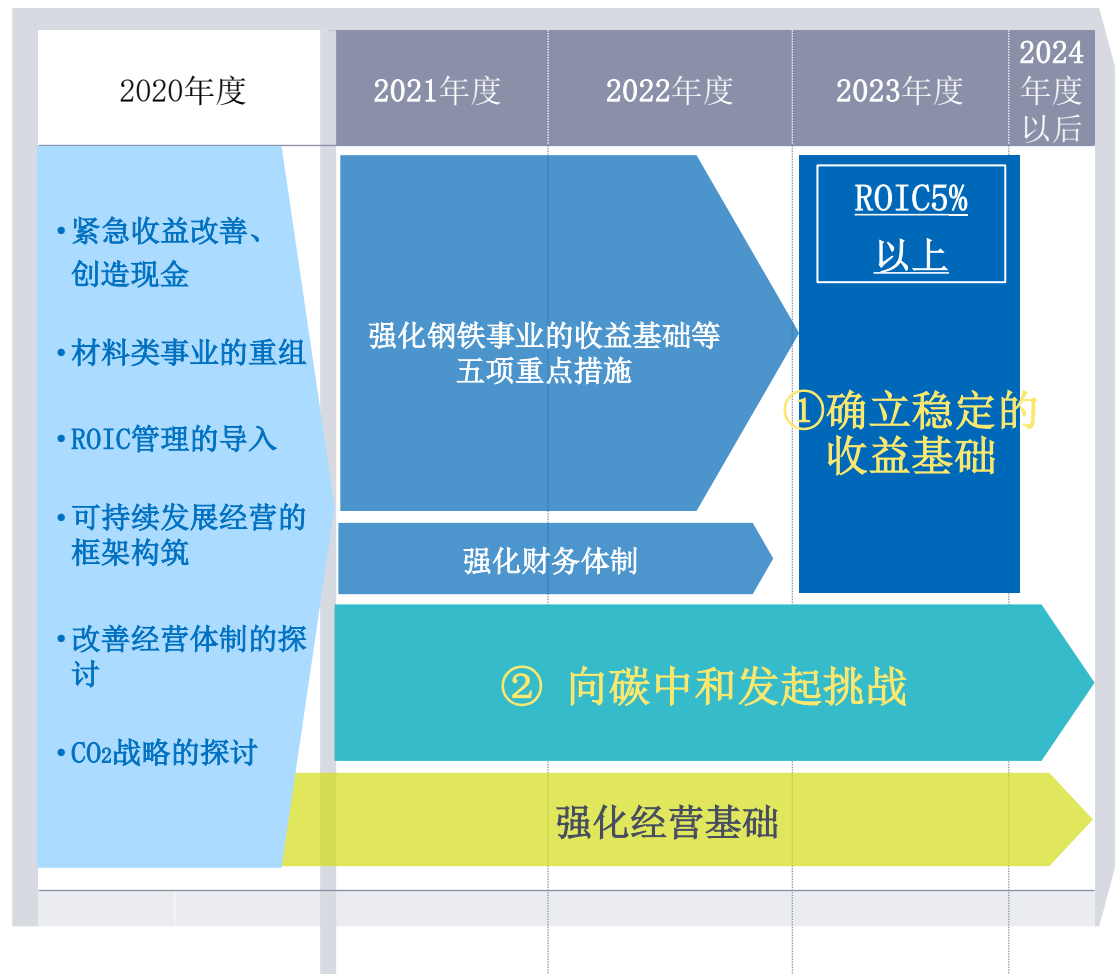 2020年度
2021年度
2022年度
2023年度
2024
年度
以后
•紧急收益改善、
创造现金
•材料类事业的重组
•ROIC管理的导入
•可持续发展经营的
框架构筑
•改善经营体制的探
讨
•CO2战略的探讨
强化钢铁事业的收益基础等
五项重点措施
强化财务体制
ROIC5%
以上
①确立稳定的
收益基础
② 向碳中和发起挑战
强化经营基础